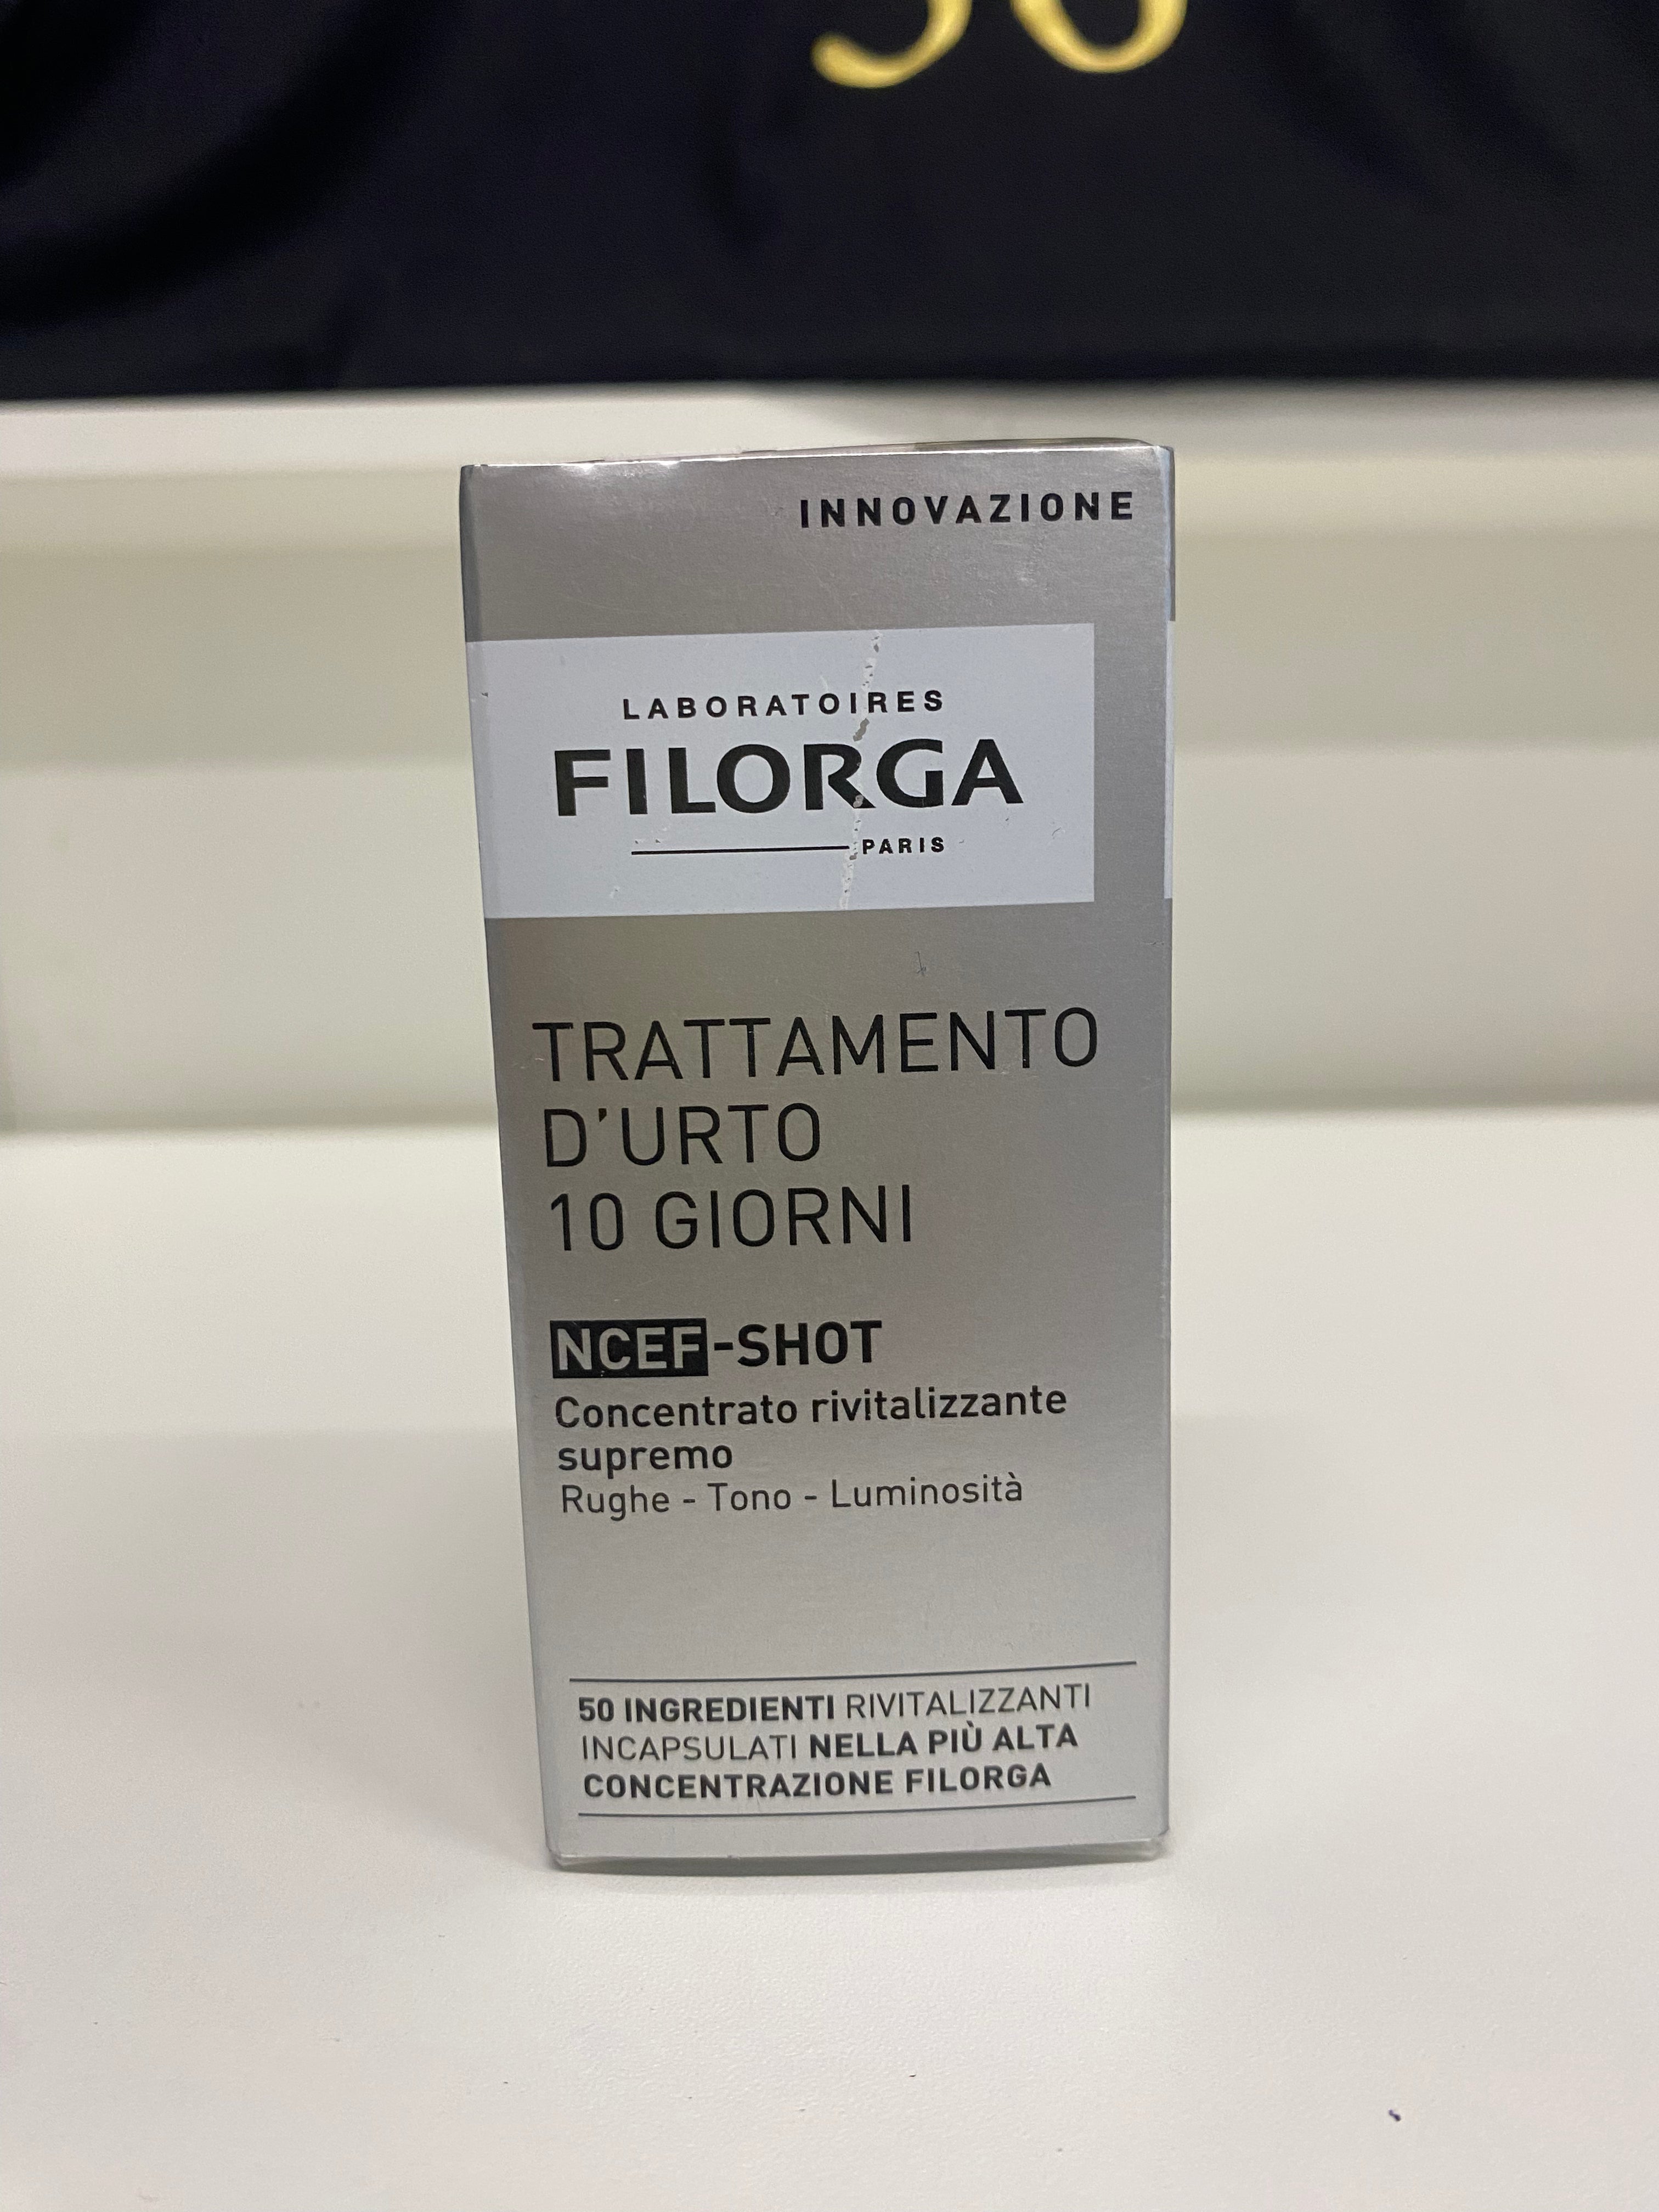 INNOVAZIONE
LABORATOIRES
FILORGA
PARIS
TRATTAMENTO
D'URTO
10 GIORNI
NCEF-SHOT
Concentrato rivitalizzante
supremo
Rughe - Tono - Luminosità
50 INGREDIENTI RIVITALIZZANTI
INCAPSULATI NELLA PIÙ ALTA
CONCENTRAZIONE FILORGA